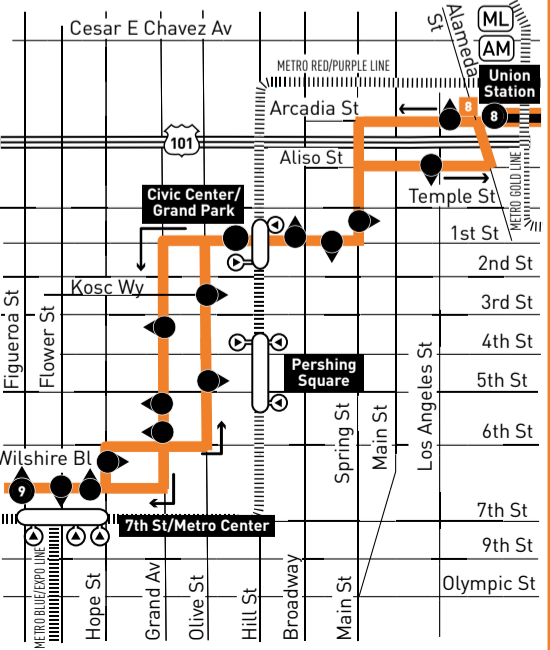 Cesar E Chavez Av
Alameda
St
ML
AM
METRO RED/PURPLE LINE
Union
Station
Arcadia St
8
8
101
Aliso St
Temple St
METRO GOLD LINE
Civic Center/
Grand Park
1st St
2nd St
Kosc Wy
3rd St
Figueroa St
Flower St
4th St
Pershing
Square
5th St
Los Angeles St
Spring St
Main St
6th St
Wilshire Bl
9
7th St
7th St/Metro Center
9th St
METRO BLUE/EXPO LINE
Hope St
Grand Av
Olive St
Hill St
Broadway
Main St
Olympic St